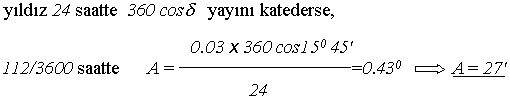 yıldız 24 saatte 360 cosδ yayını katederse,
112/3600 saatte A = 0.03 x 360 cos15⁰ 45' / 24 =0.43⁰ ⟹ A = 27'